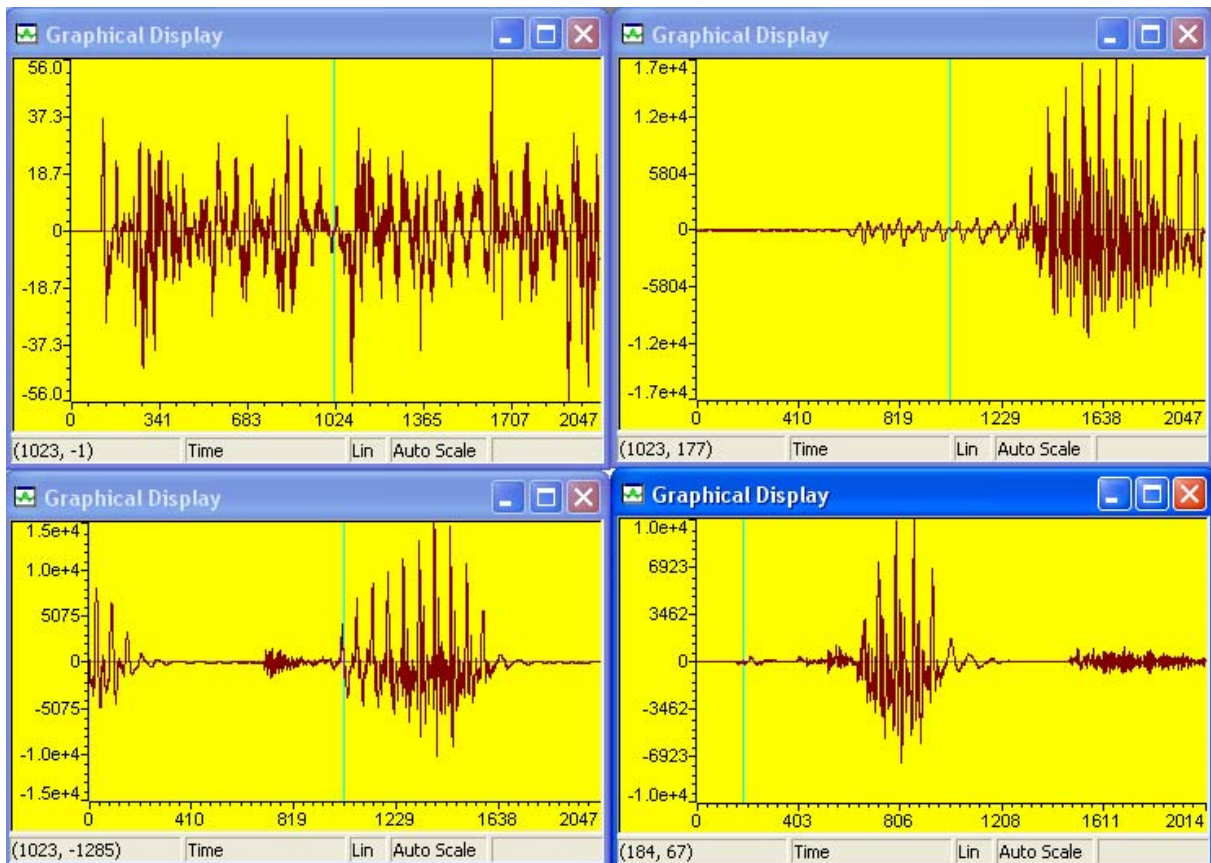 Graphical Display
56.0
37.3
18.7
0
-18.7
-37.3
-56.0
0 341 683 1024 1365 1707 2047
(1023, -1) Time Lin Auto Scale
Graphical Display
1.7e+4
1.2e+4
5804
0
-5804
-1.2e+4
-1.7e+4
0 410 819 1229 1638 2047
(1023, 177) Time Lin Auto Scale
Graphical Display
1.5e+4
1.0e+4
5075
0
-5075
-1.0e+4
-1.5e+4
0 410 819 1229 1638 2047
(1023, -1285) Time Lin Auto Scale
Graphical Display
1.0e+4
6923
3462
0
-3462
-6923
-1.0e+4
0 403 806 1208 1611 2014
(184, 67) Time Lin Auto Scale